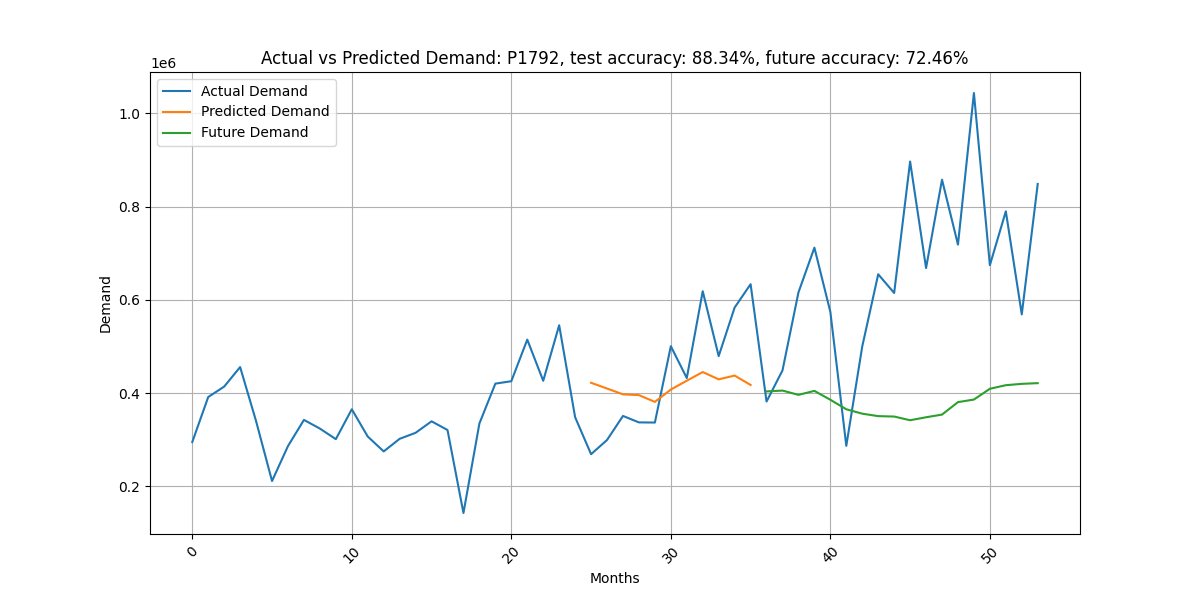 Actual vs Predicted Demand: P1792, test accuracy: 88.34%, future accuracy: 72.46%
1e6
Actual Demand
Predicted Demand
Future Demand
1.0
0.8
0.6
0.4
0.2
Demand
0 10 20 30 40 50
Months